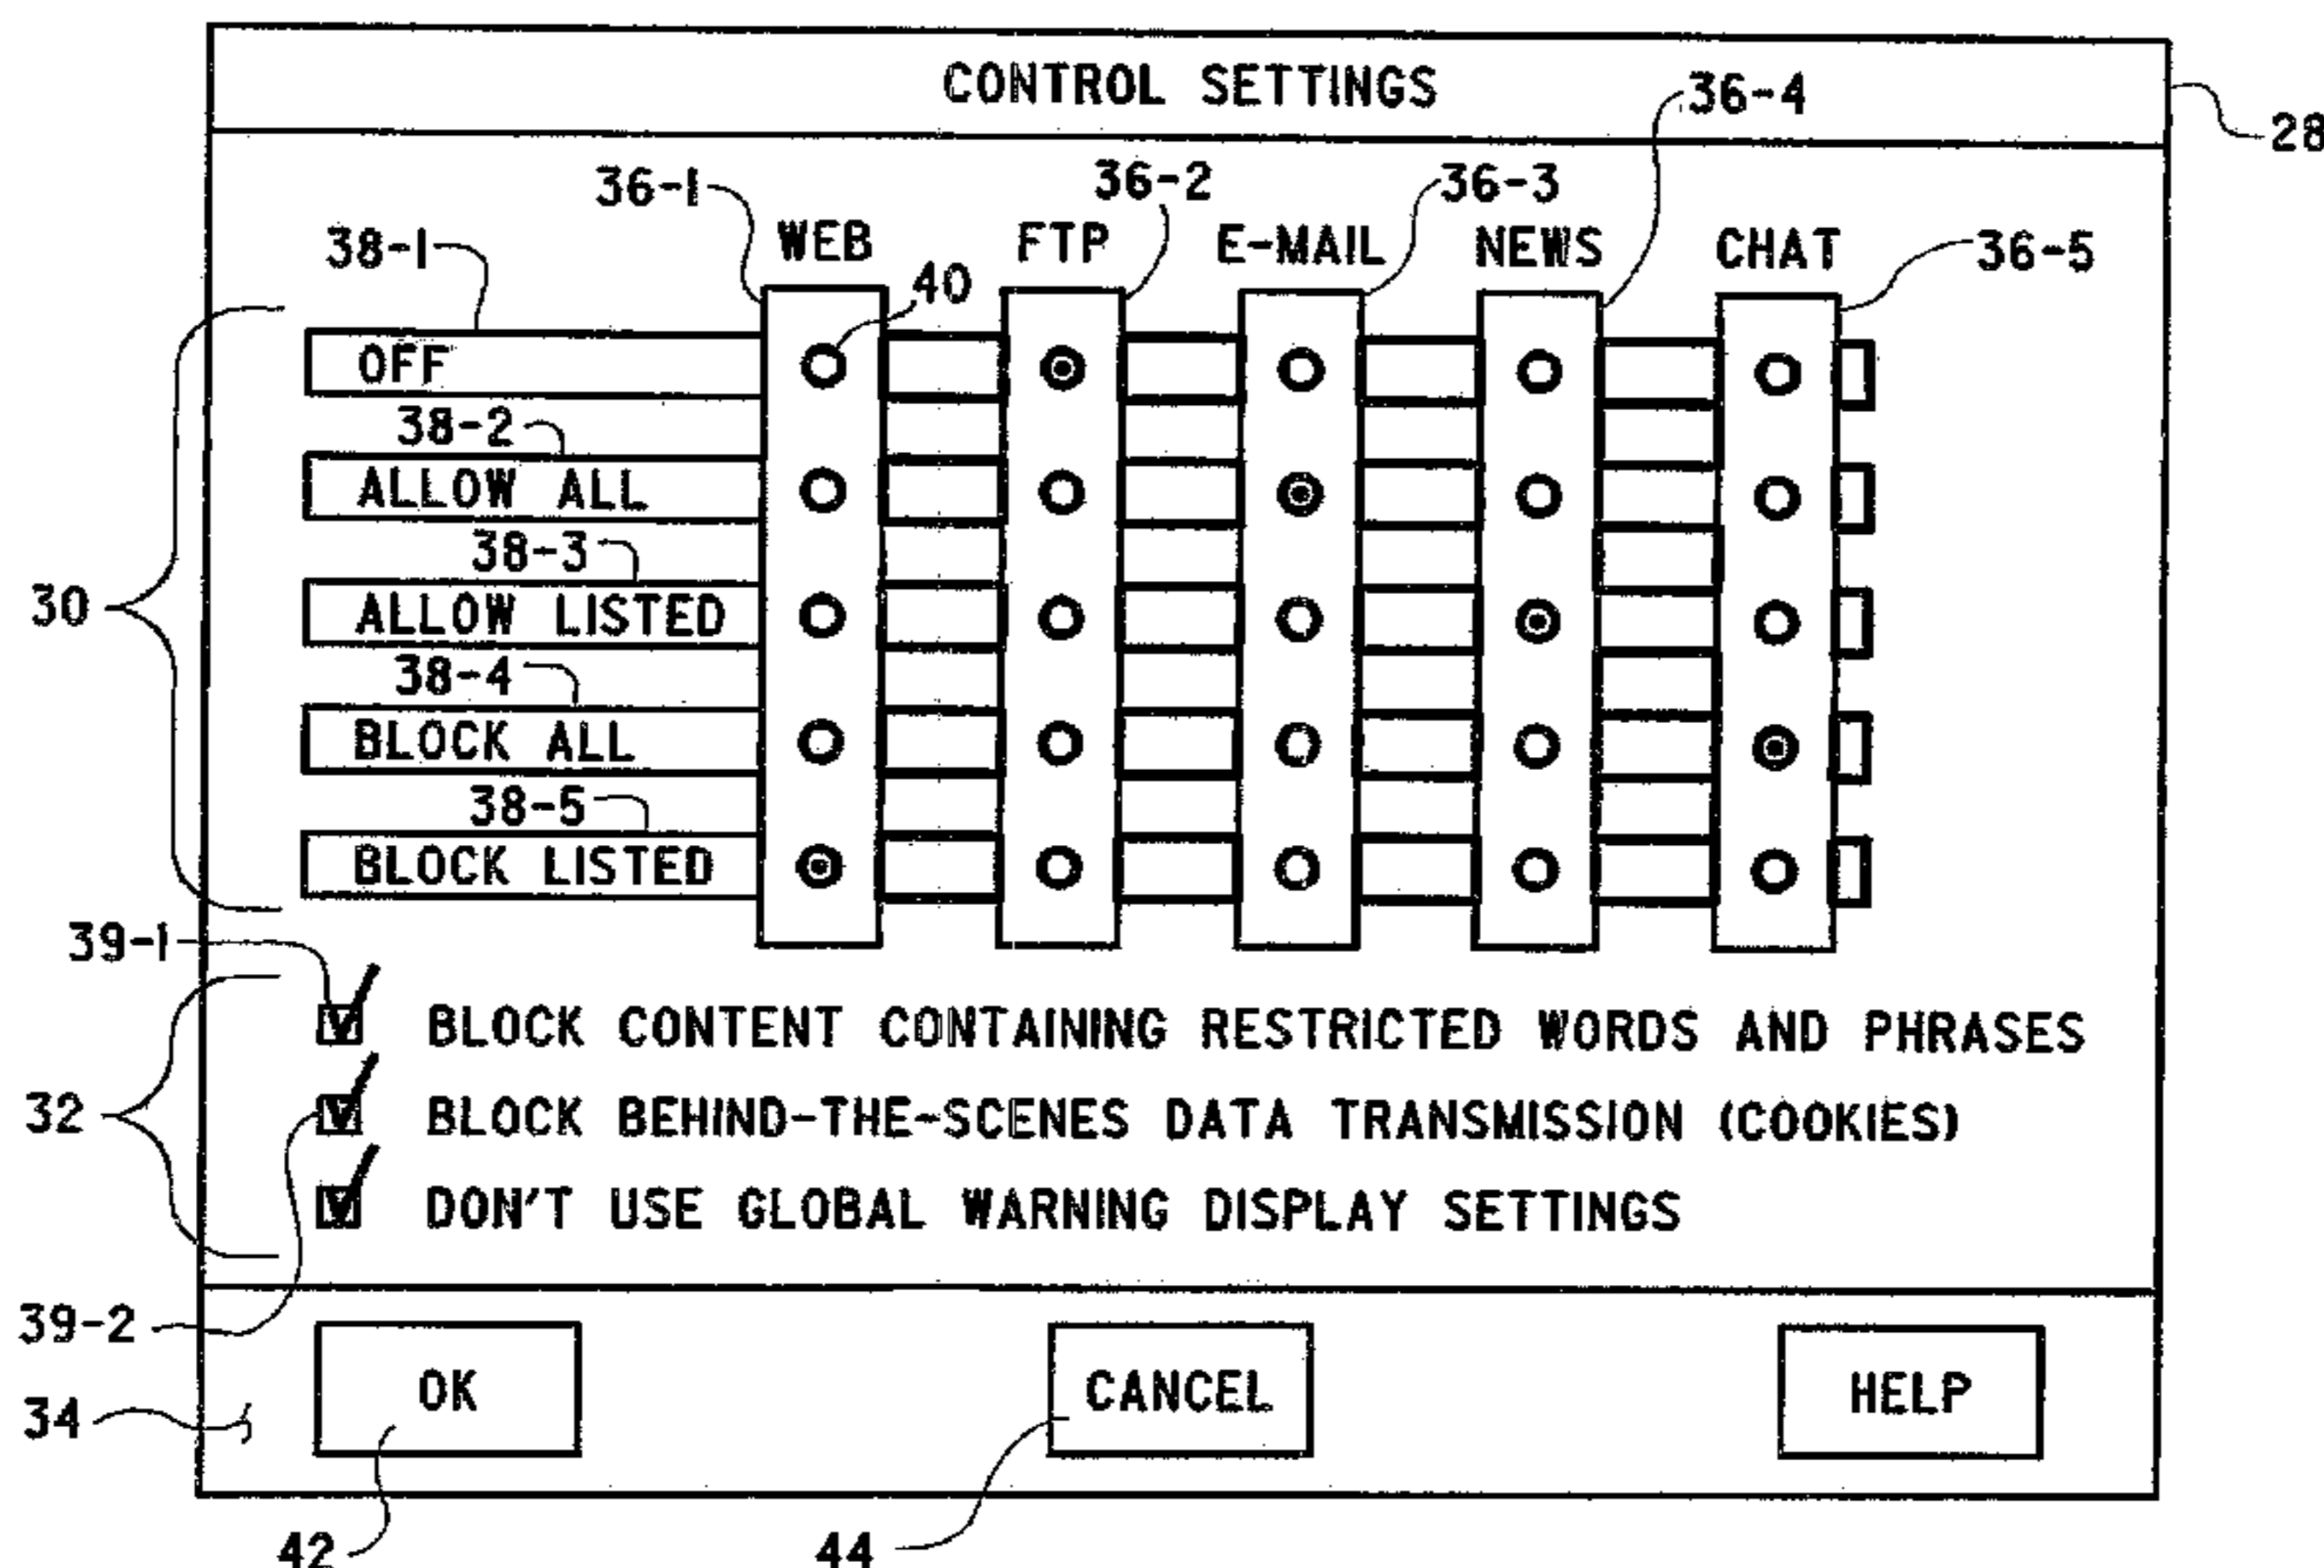 CONTROL SETTINGS
36-4
28
36-1
36-2
36-3
38-1
WEB
FTP
E-MAIL
NEWS
CHAT
36-5
40
OFF
38-2
ALLOW ALL
38-3
30
ALLOW LISTED
38-4
BLOCK ALL
38-5
BLOCK LISTED
39-1
BLOCK CONTENT CONTAINING RESTRICTED WORDS AND PHRASES
32
BLOCK BEHIND-THE-SCENES DATA TRANSMISSION (COOKIES)
DON'T USE GLOBAL WARNING DISPLAY SETTINGS
39-2
34
OK
CANCEL
HELP
42
44